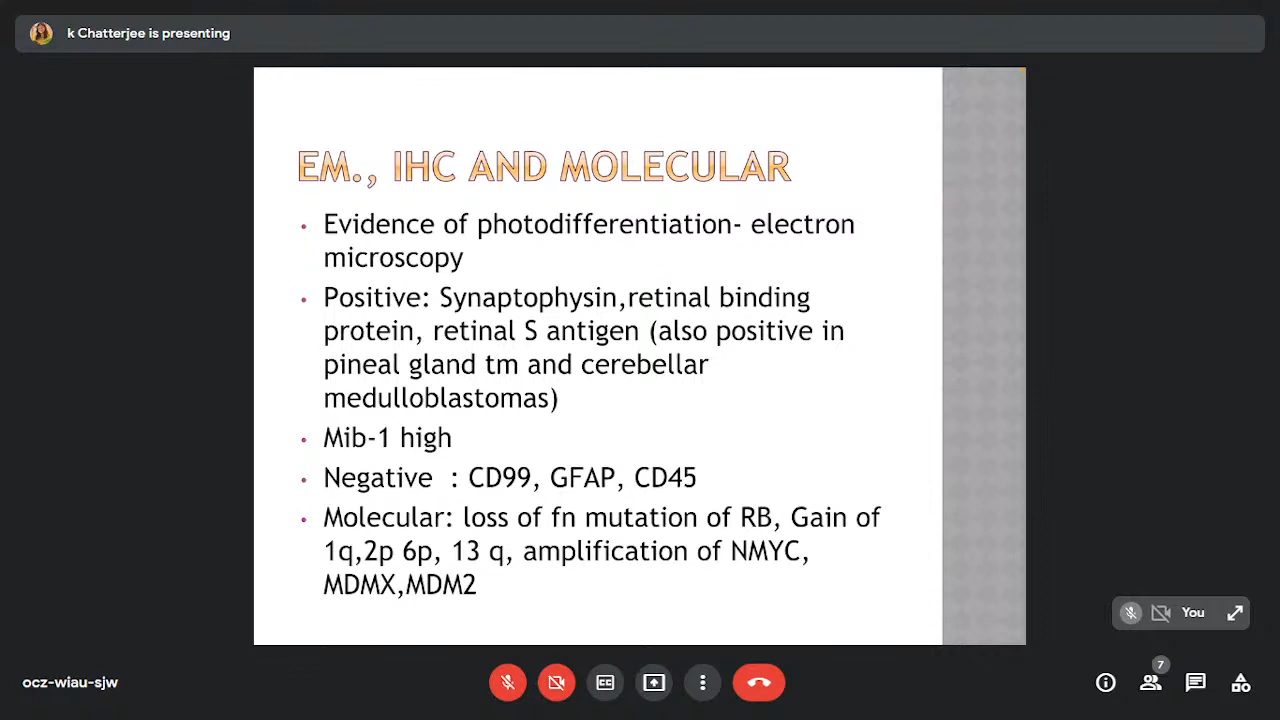 k Chatterjee is presenting
EM., IHC AND MOLECULAR
• Evidence of photodifferentiation- electron
microscopy
• Positive: Synaptophysin,retinal binding
protein, retinal S antigen (also positive in
pineal gland tm and cerebellar
medulloblastomas)
• Mib-1 high
• Negative : CD99, GFAP, CD45
• Molecular: loss of fn mutation of RB, Gain of
1q,2p 6p, 13 q, amplification of NMYC,
MDMX,MDM2
You
ocz-wiau-sjw
CC
7